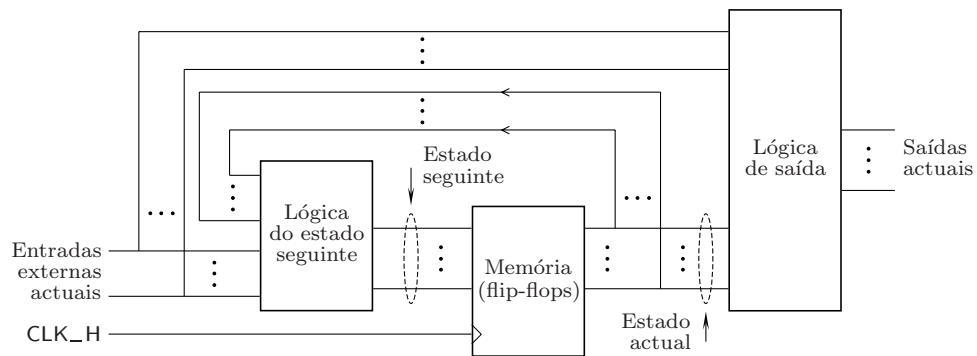 Estado
seguinte
Lógica
de saída
Saídas
actuais
Lógica
do estado
seguinte
Entradas
externas
actuais
Memória
(flip-flops)
Estado
actual
CLK_H